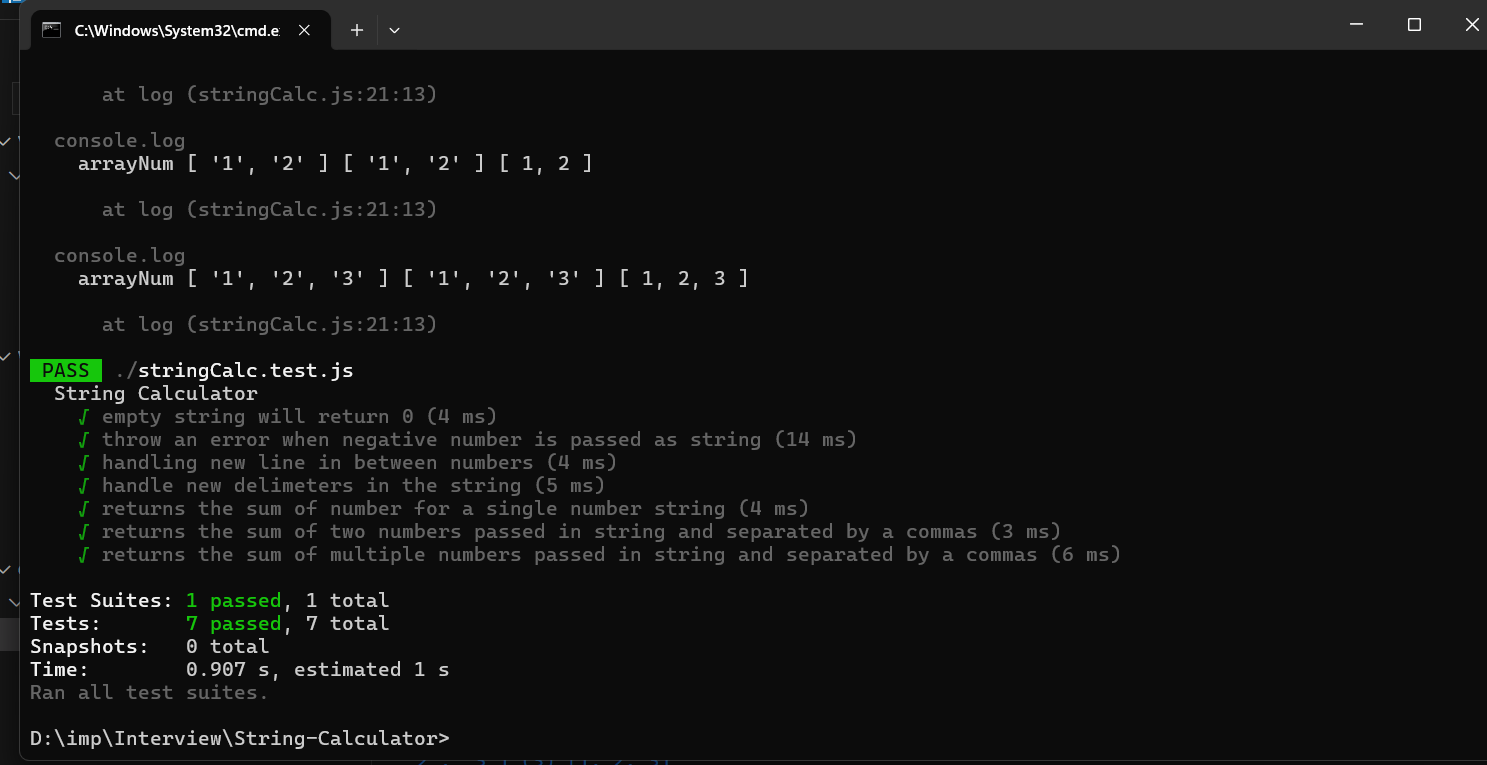 C:\Windows\System32\cmd.e
at log (stringCalc.js:21:13)
console.log
arrayNum [ '1', '2' ] [ '1', '2' ] [ 1, 2 ]
at log (stringCalc.js:21:13)
console.log
arrayNum [ '1', '2', '3' ] [ '1', '2', '3' ] [ 1, 2, 3 ]
at log (stringCalc.js:21:13)
PASS ./stringCalc.test.js
String Calculator
√ empty string will return 0 (4 ms)
√ throw an error when negative number is passed as string (14 ms)
√ handling new line in between numbers (4 ms)
√ handle new delimeters in the string (5 ms)
√ returns the sum of number for a single number string (4 ms)
√ returns the sum of two numbers passed in string and separated by a commas (3 ms)
√ returns the sum of multiple numbers passed in string and separated by a commas (6 ms)
Test Suites: 1 passed, 1 total
Tests: 7 passed, 7 total
Snapshots: 0 total
Time: 0.907 s, estimated 1 s
Ran all test suites.
D:\imp\Interview\String-Calculator>